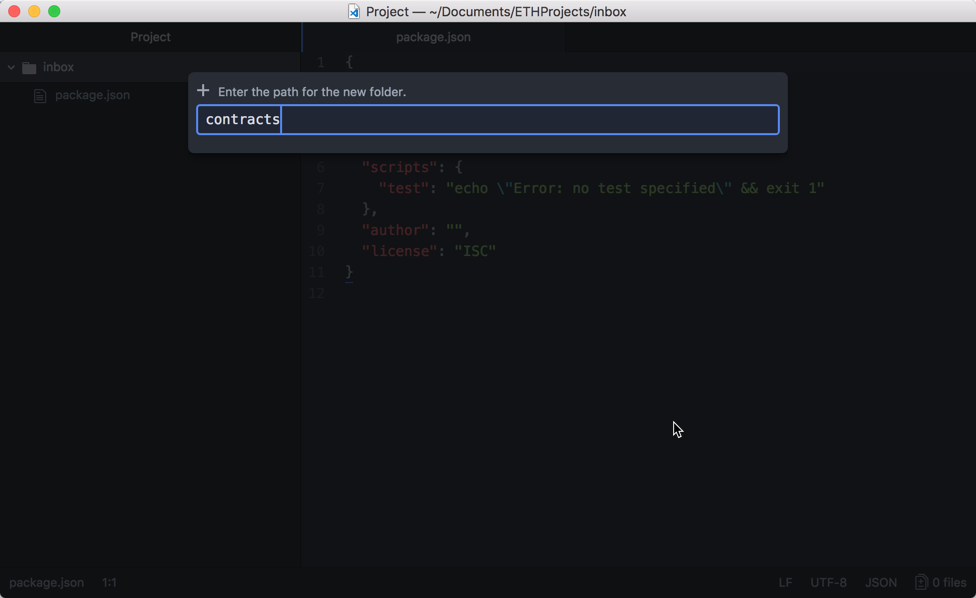 Project — ~/Documents/ETHProjects/inbox
Project
package.json
inbox
package.json
Enter the path for the new folder.
contracts
1 {
6 "scripts": {
7 "test": "echo \"Error: no test specified\" && exit 1"
8 },
9 "author": "",
10 "license": "ISC"
11 }
12
package.json 1:1 LF UTF-8 JSON 0 files